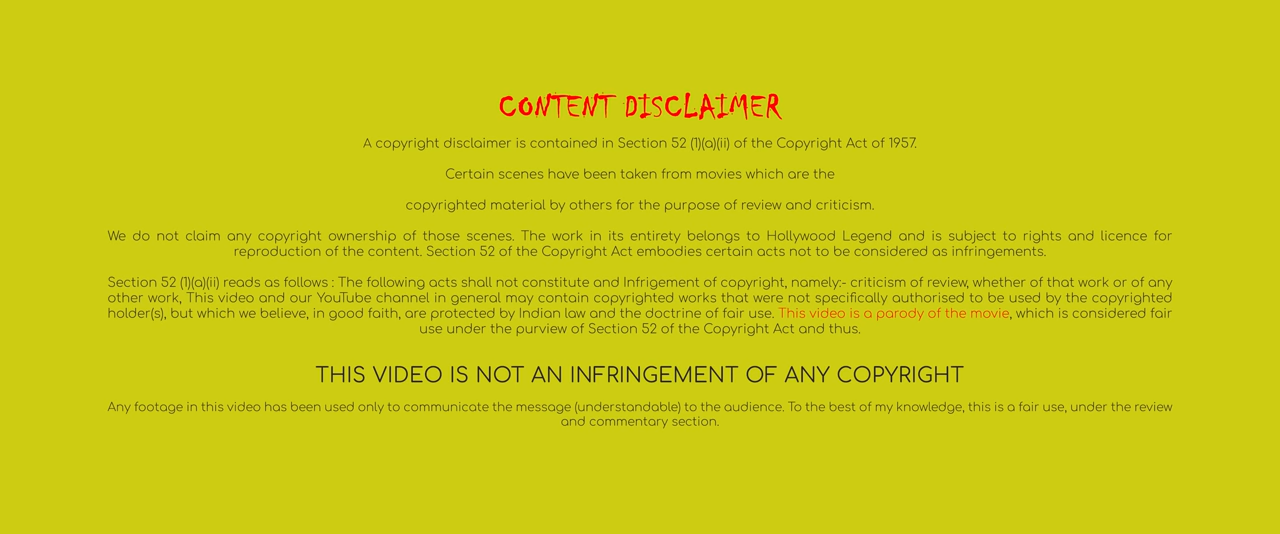 CONTENT DISCLAIMER
A copyright disclaimer is contained in Section 52 (1)(a)(ii) of the Copyright Act of 1957.
Certain scenes have been taken from movies which are the
copyrighted material by others for the purpose of review and criticism.
We do not claim any copyright ownership of those scenes. The work in its entirety belongs to Hollywood Legend and is subject to rights and licence for
reproduction of the content. Section 52 of the Copyright Act embodies certain acts not to be considered as infringements.
Section 52 (1)(a)(ii) reads as follows : The following acts shall not constitute and Infrigement of copyright, namely:- criticism of review, whether of that work or of any
other work, This video and our YouTube channel in general may contain copyrighted works that were not specifically authorised to be used by the copyrighted
holder(s), but which we believe, in good faith, are protected by Indian law and the doctrine of fair use. This video is a parody of the movie, which is considered fair
use under the purview of Section 52 of the Copyright Act and thus.
THIS VIDEO IS NOT AN INFRINGEMENT OF ANY COPYRIGHT
Any footage in this video has been used only to communicate the message (understandable) to the audience. To the best of my knowledge, this is a fair use, under the review
and commentary section.